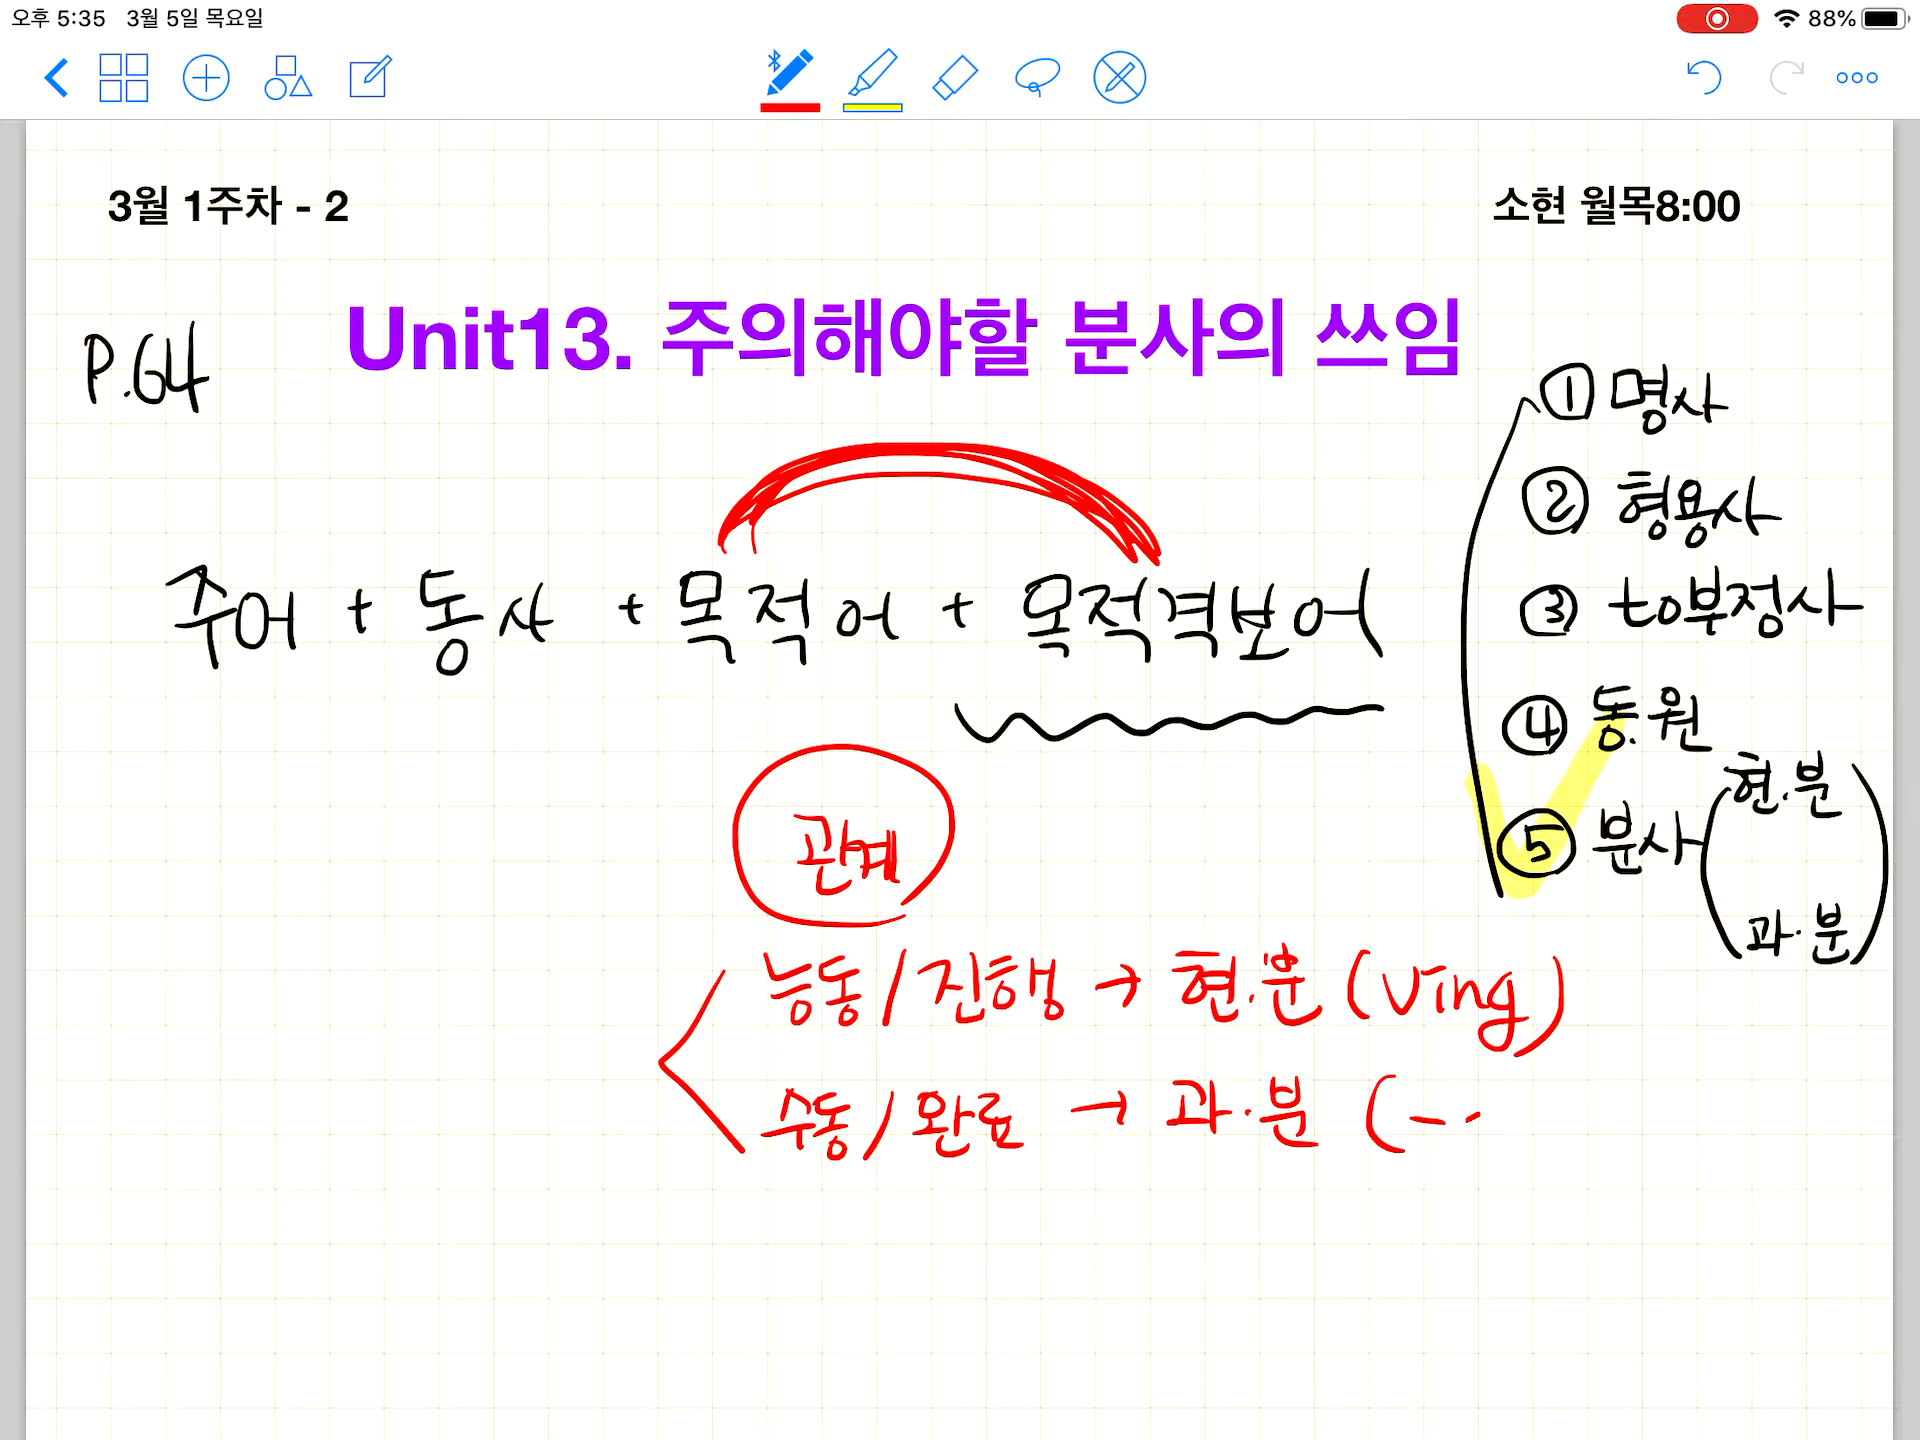 오후 5:35 3월 5일 목요일
88%
3월 1주차 - 2
소현 월목8:00
Unit13. 주의해야할 분사의 쓰임
P.64
① 명사
② 형용사
③ to부정사
④ 동.원
⑤ 분사
현.분
과.분
주어 + 동사 + 목적어 + 목적격보어
관계
능동/진행 → 현.분 (Ving)
수동/완료 → 과.분 (-.